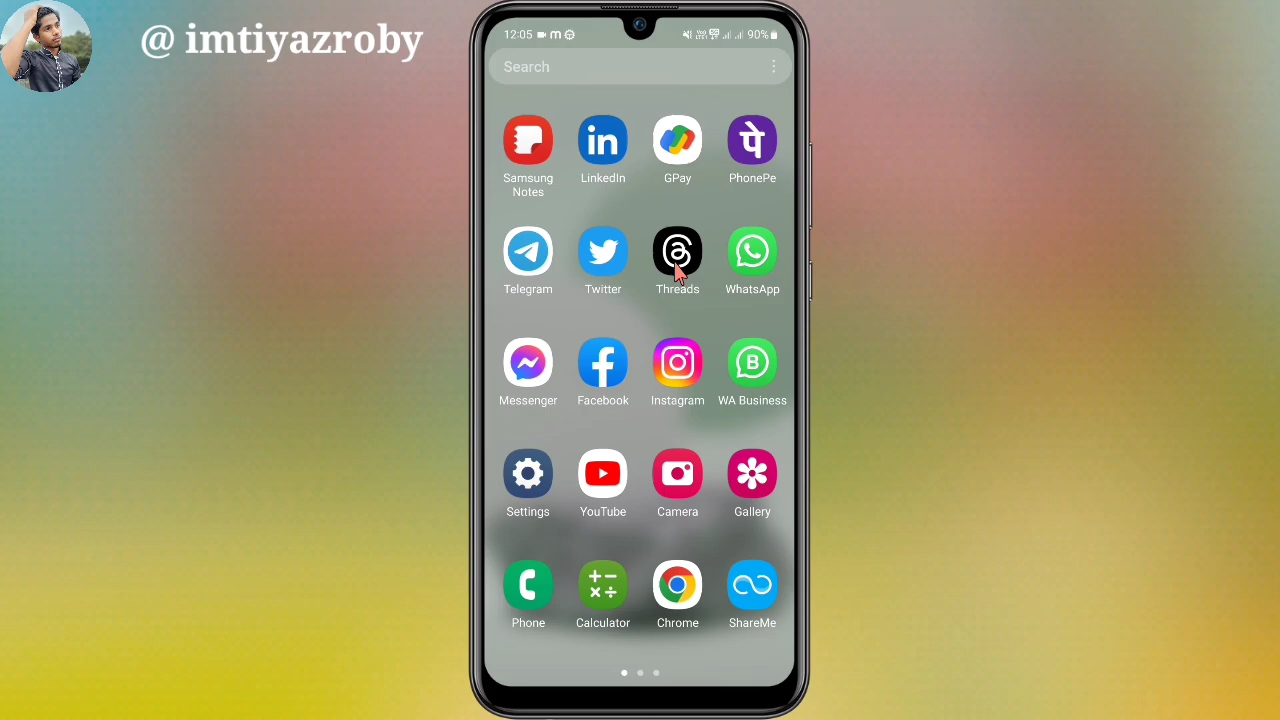 @ imtiyazroby
12:05
90%
Search
Samsung
Notes
LinkedIn
GPay
PhonePe
Telegram
Twitter
Threads
WhatsApp
Messenger
Facebook
Instagram
WA Business
Settings
YouTube
Camera
Gallery
Phone
Calculator
Chrome
ShareMe
in
पे
B